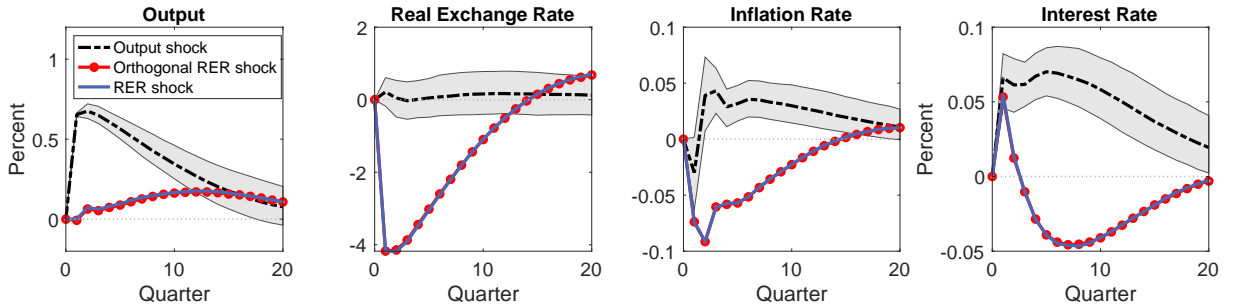 Output
1
0.5
0
0
10
20
Percent
Quarter
Output shock
Orthogonal RER shock
RER shock
Real Exchange Rate
2
0
-2
-4
0
10
20
Quarter
Inflation Rate
0.1
0.05
0
-0.05
-0.1
0
10
20
Quarter
Interest Rate
0.1
0.05
0
-0.05
0
10
20
Percent
Quarter